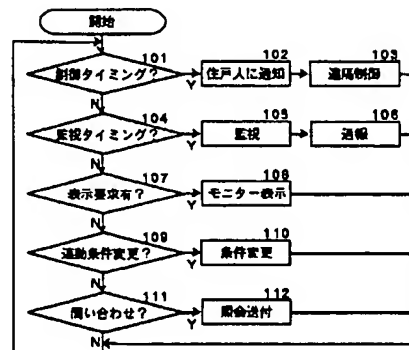 開始
101
制御タイミング?
Y
102
住戸人に通知
103
遠隔制御
N
104
監視タイミング?
Y
105
監視
106
通報
N
107
表示要求有?
Y
108
モニター表示
N
109
連動条件変更?
Y
110
条件変更
N
111
問い合わせ?
Y
112
照会送付
N